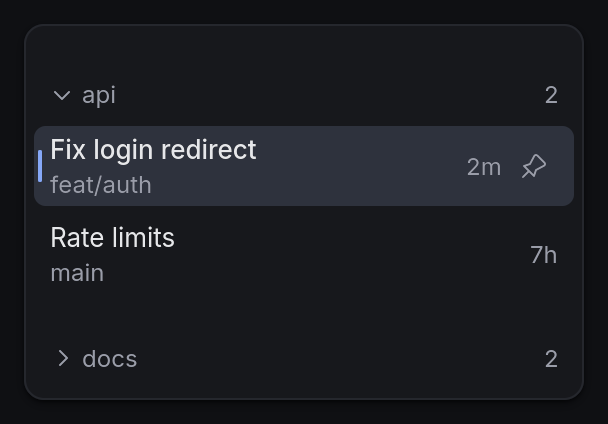 api 2
Fix login redirect
feat/auth
2m
Rate limits
main
7h
docs 2